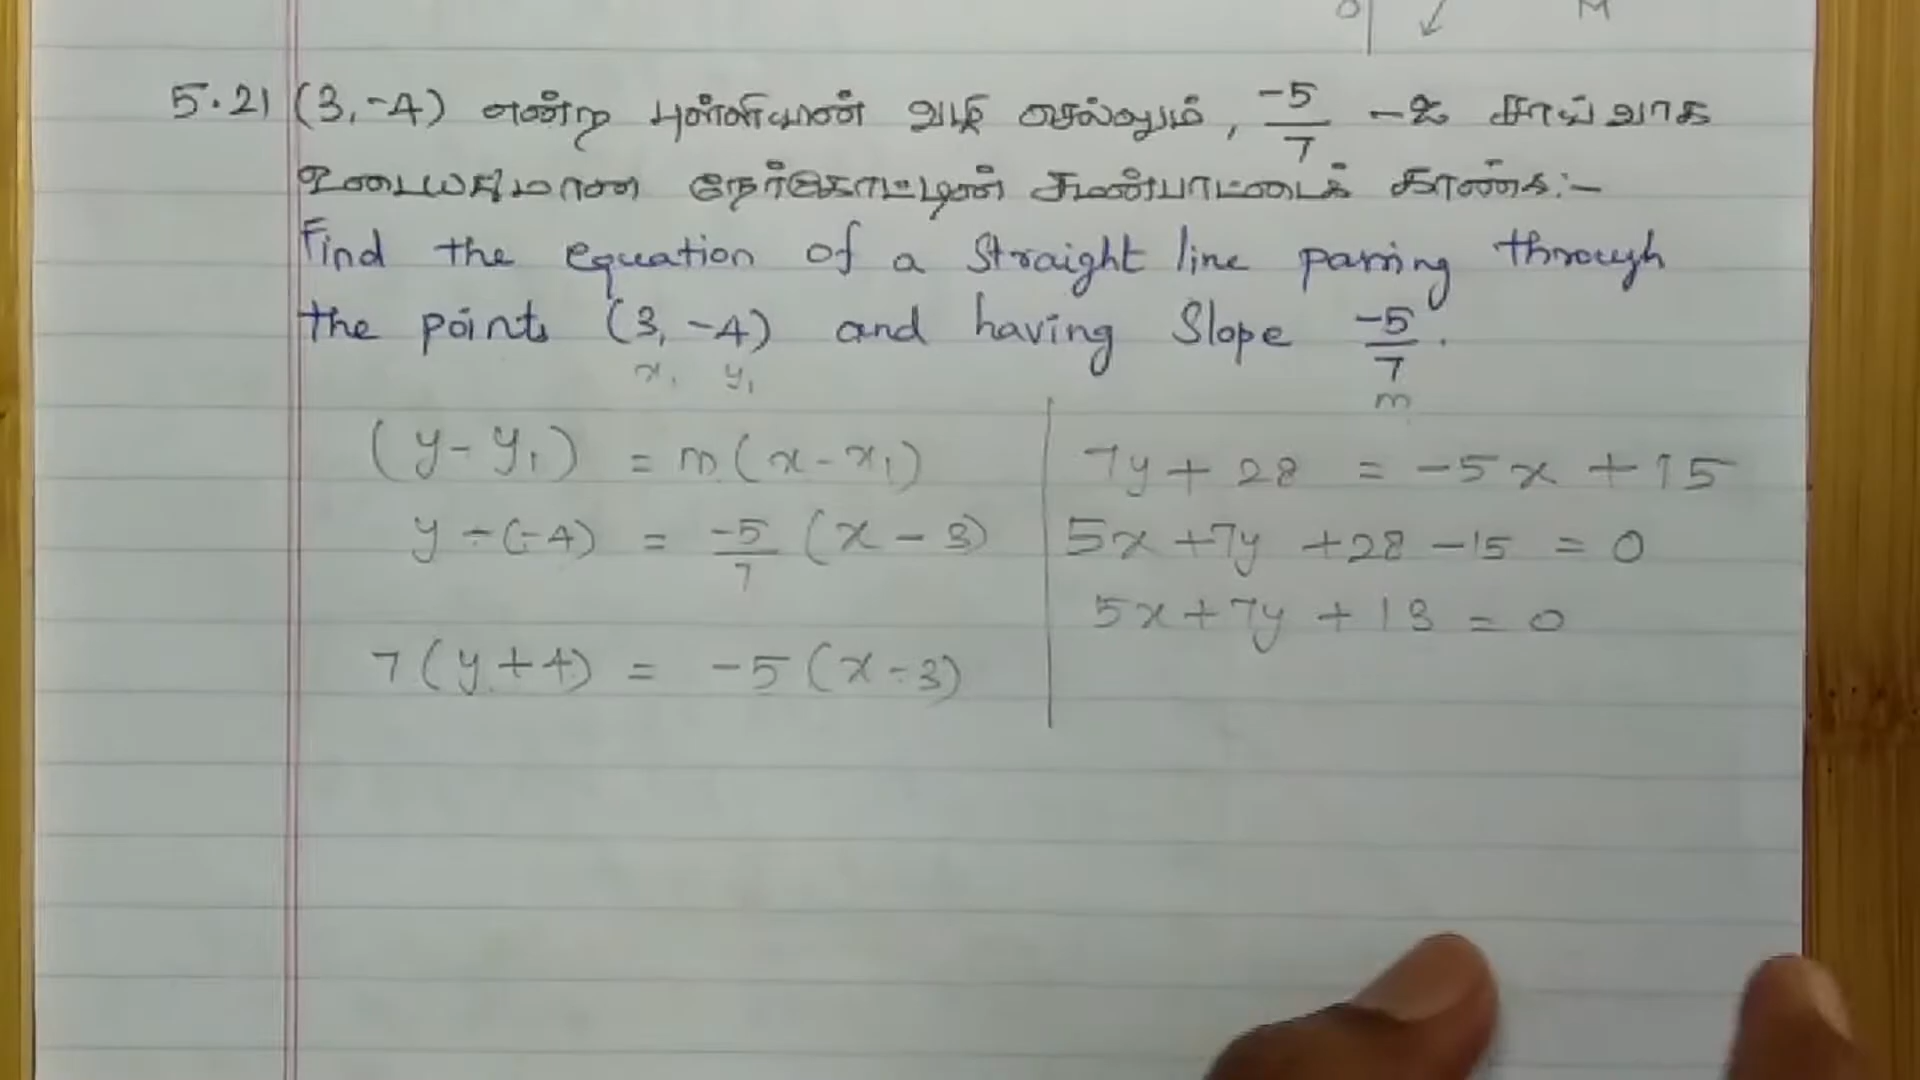 5.21 (3,-4) என்ற புள்ளியின் வழி செல்லும், -5/7 -ஐ சாய்வாக
உடையதுமான நேர்கோட்டின் சமன்பாட்டைக் காண்க:-
Find the equation of a straight line passing through
the points (3, -4) and having Slope -5/7.
x₁ y₁ m
(y-y₁) = m(x-x₁)
y-(-4) = -5/7 (x-3)
7(y+4) = -5(x-3)
7y+28 = -5x+15
5x+7y+28-15 = 0
5x+7y+13 = 0